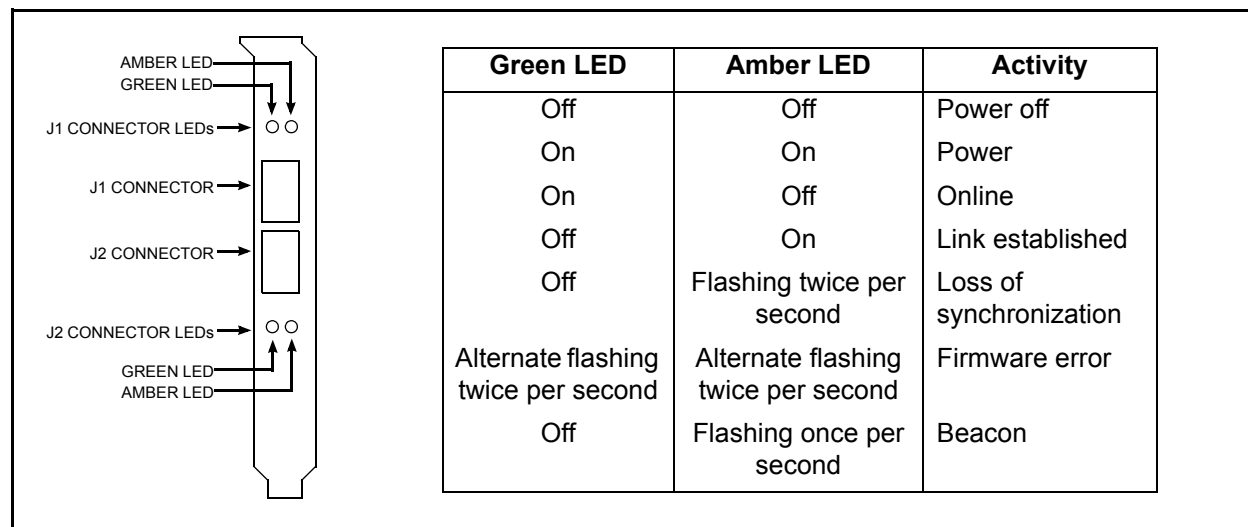 AMBER LED
GREEN LED
J1 CONNECTOR LEDs
J1 CONNECTOR
J2 CONNECTOR
J2 CONNECTOR LEDs
GREEN LED
AMBER LED
Green LED Amber LED Activity
Off Off Power off
On On Power
On Off Online
Off On Link established
Off Flashing twice per Loss of
second synchronization
Alternate flashing Alternate flashing Firmware error
twice per second twice per second
Off Flashing once per Beacon
second